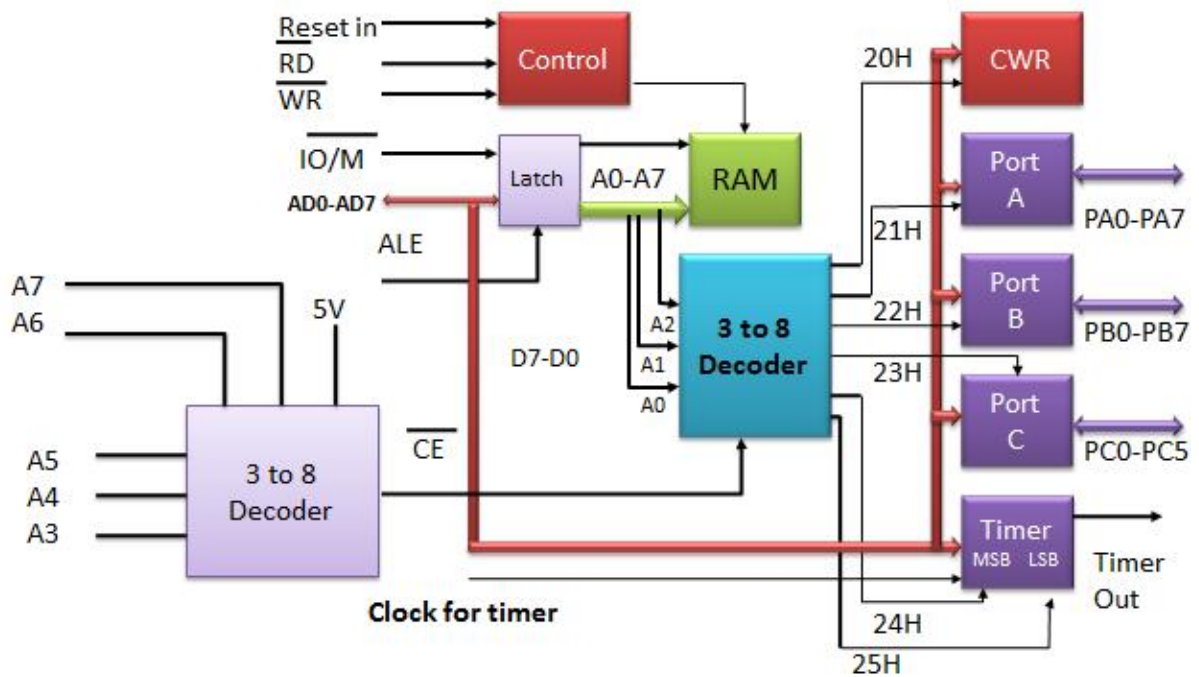 Reset in
RD
WR
Control
20H
CWR
IO/M
Latch
A0-A7
RAM
Port
A
AD0-AD7
PA0-PA7
21H
ALE
A7
A6
5V
D7-D0
A2
A1
A0
3 to 8
Decoder
22H
Port
B
PB0-PB7
23H
Port
C
PC0-PC5
CE
A5
A4
A3
3 to 8
Decoder
Timer
MSB LSB
Timer
Out
Clock for timer
24H
25H